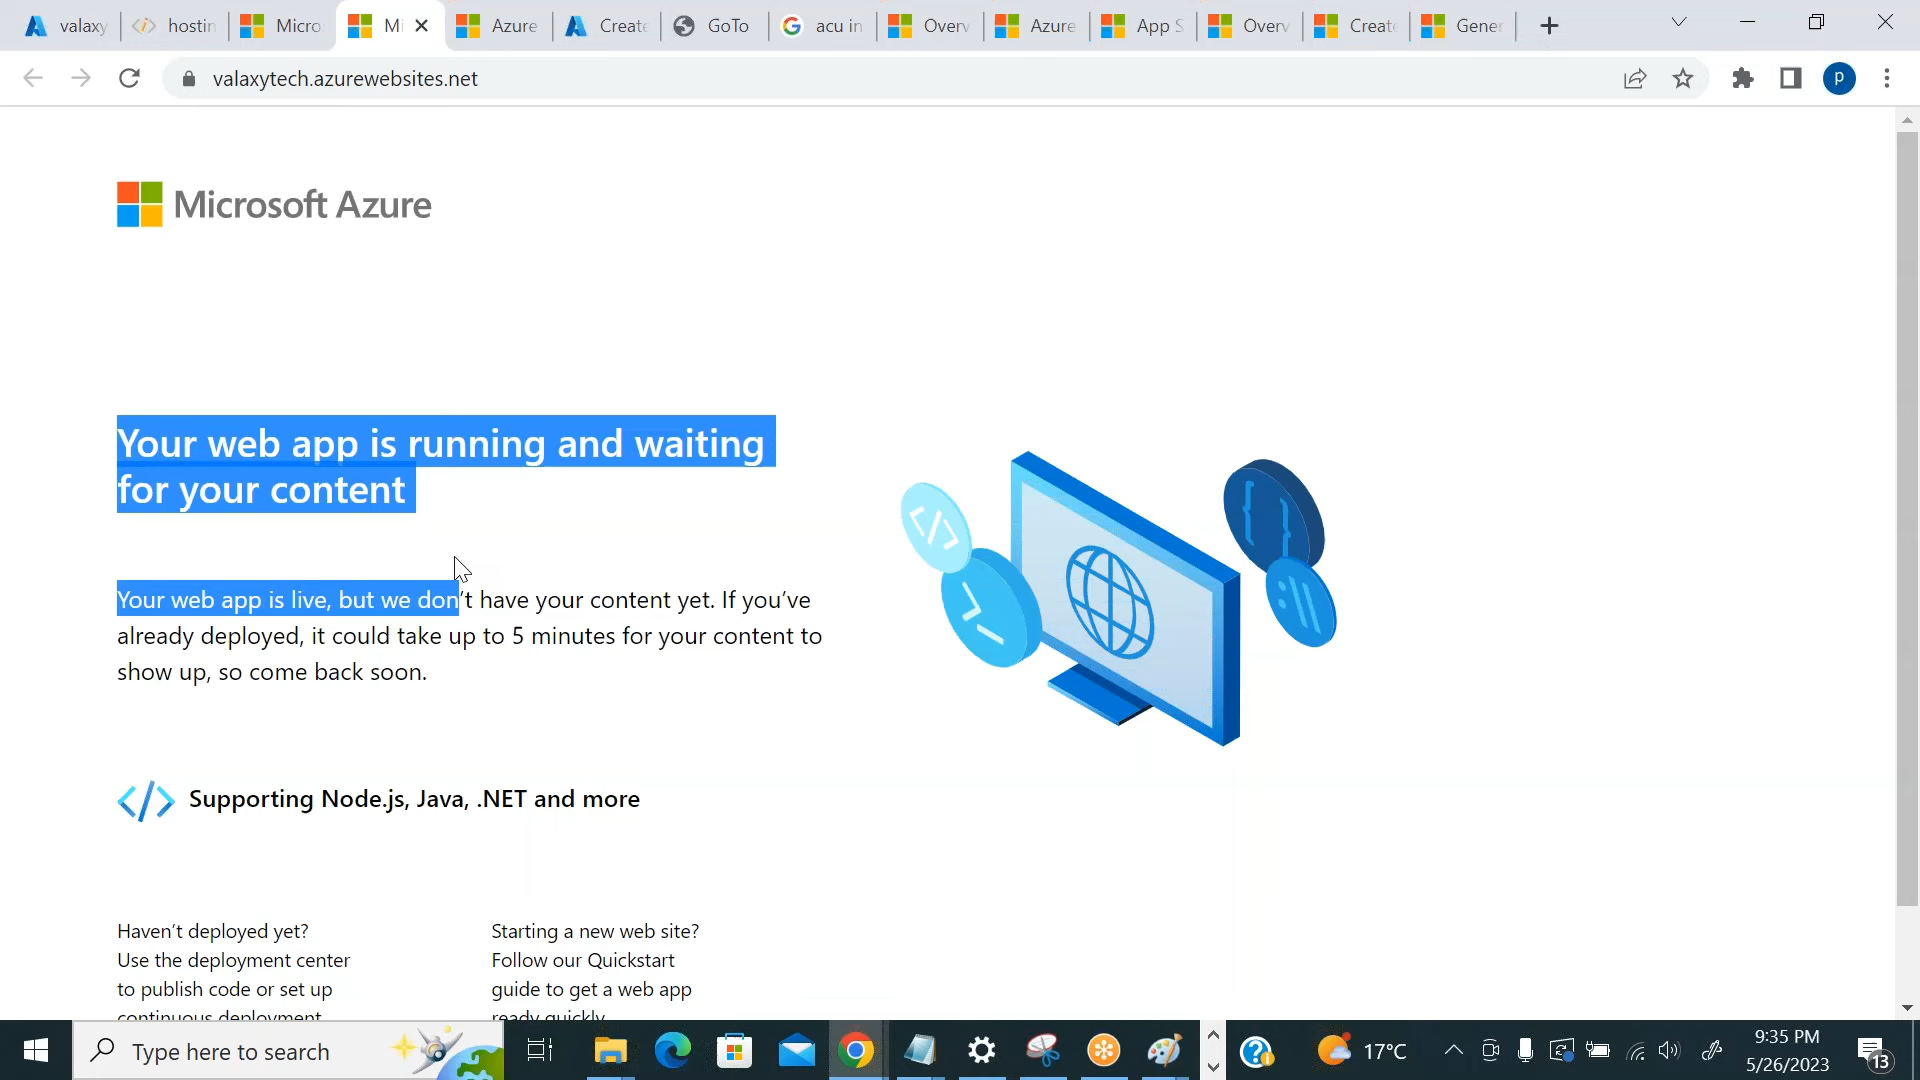 valaxy
hostin
Micro
Mi
Azure
Create
GoTo
acu in
Overv
Azure
App S
Overv
Create
Gener
valaxytech.azurewebsites.net
p
Microsoft Azure
Your web app is running and waiting
for your content
Your web app is live, but we don't have your content yet. If you've
already deployed, it could take up to 5 minutes for your content to
show up, so come back soon.
Supporting Node.js, Java, .NET and more
Haven't deployed yet?
Use the deployment center
to publish code or set up
continuous deployment
Starting a new web site?
Follow our Quickstart
guide to get a web app
ready quickly
Type here to search
17°C
9:35 PM
5/26/2023
13